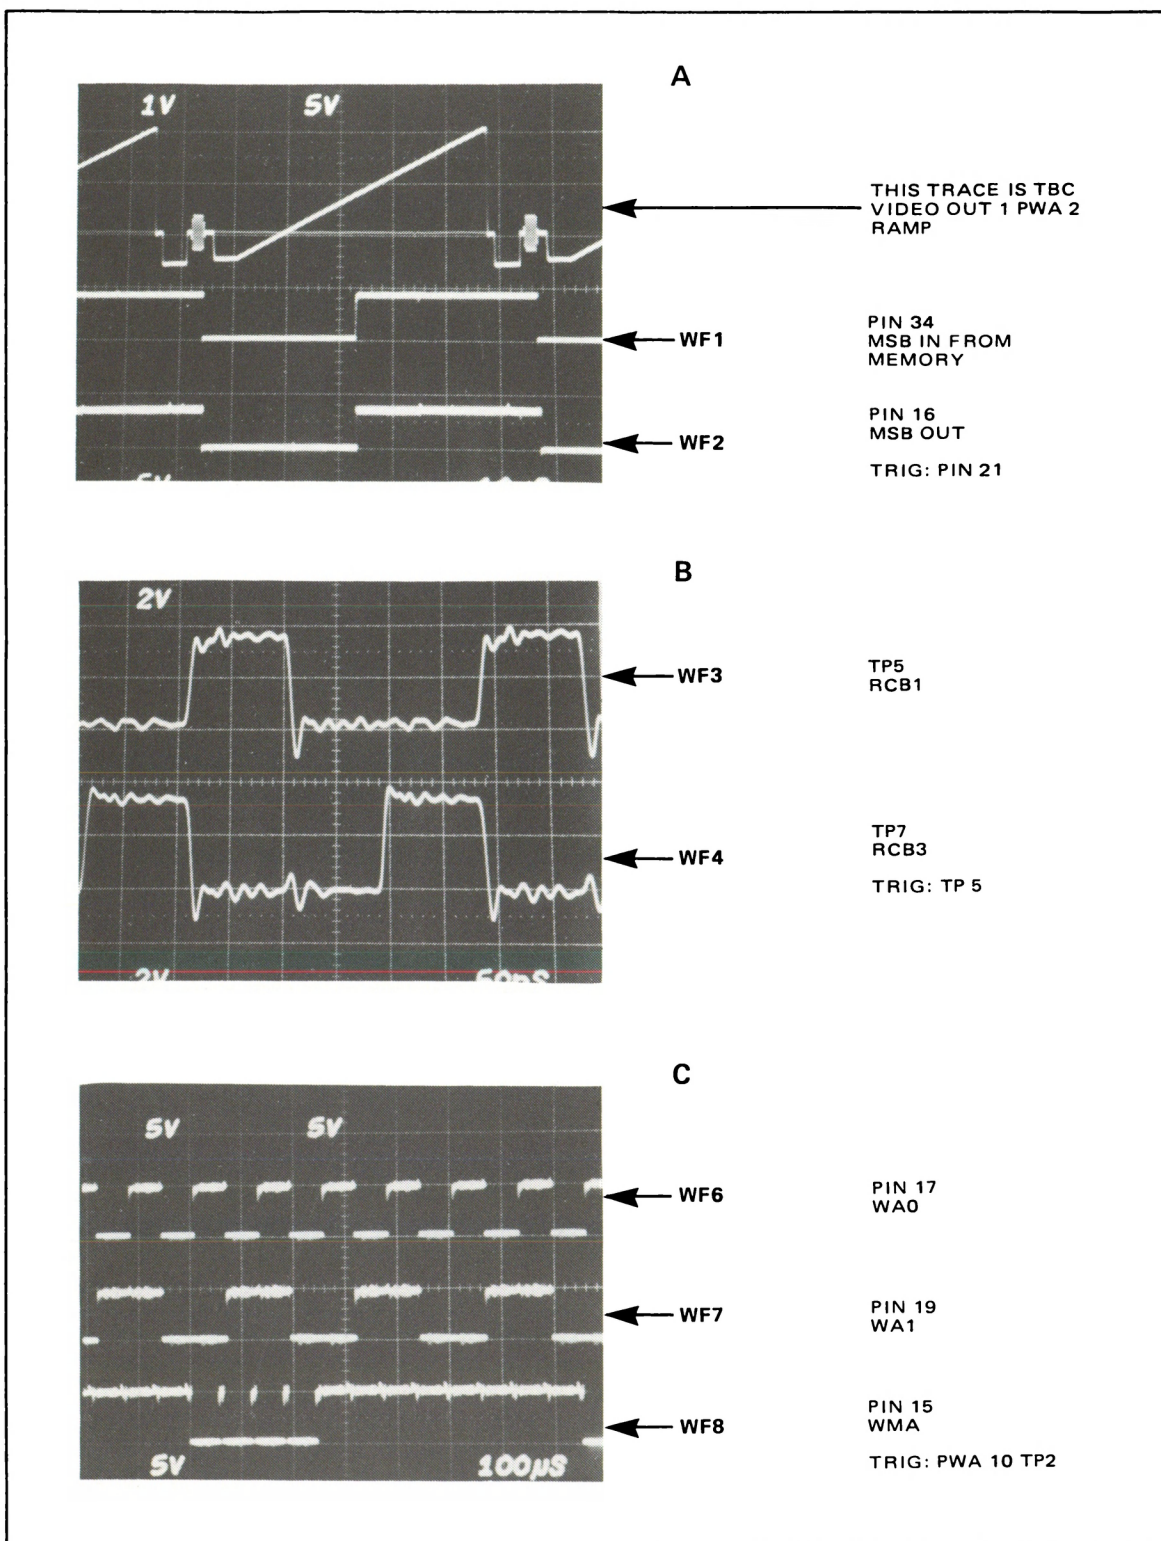 A
1V 5V
THIS TRACE IS TBC
VIDEO OUT 1 PWA 2
RAMP
WF1
PIN 34
MSB IN FROM
MEMORY
WF2
PIN 16
MSB OUT
TRIG: PIN 21
B
2V
WF3
TP5
RCB1
WF4
TP7
RCB3
TRIG: TP 5
2V 50nS
C
5V 5V
WF6
PIN 17
WA0
WF7
PIN 19
WA1
WF8
PIN 15
WMA
TRIG: PWA 10 TP2
5V 100µS